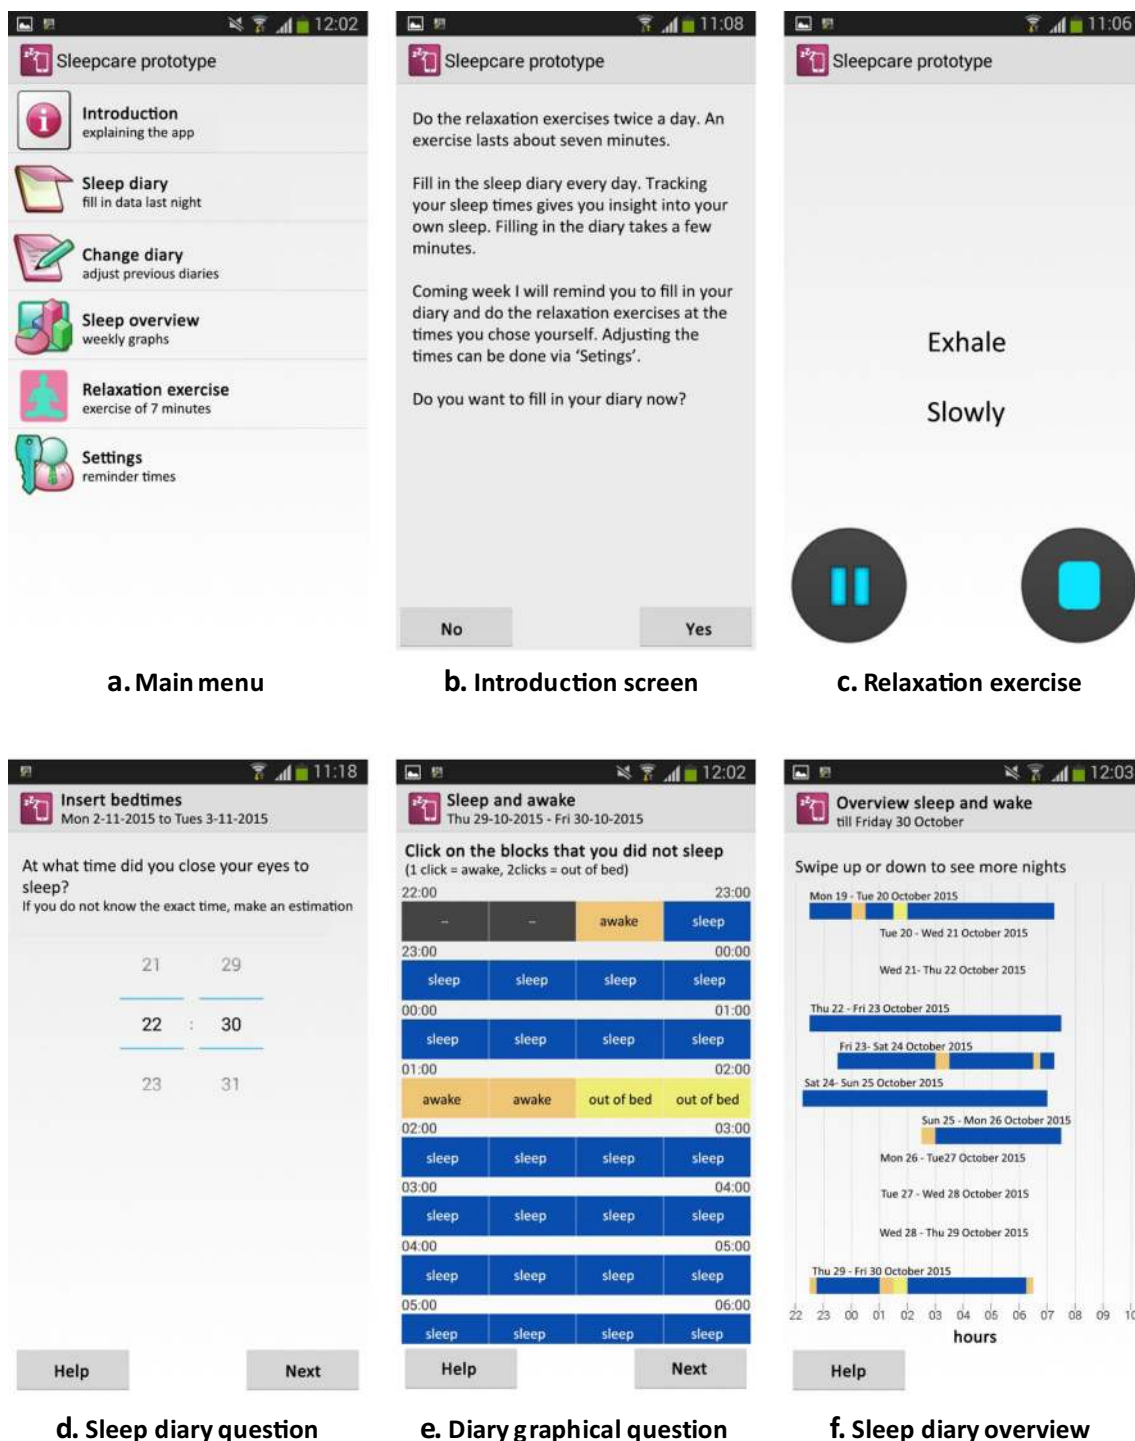 12:02
Sleepcare prototype
Introduction
explaining the app
Sleep diary
fill in data last night
Change diary
adjust previous diaries
Sleep overview
weekly graphs
Relaxation exercise
exercise of 7 minutes
Settings
reminder times
a. Main menu
11:08
Sleepcare prototype
Do the relaxation exercises twice a day. An
exercise lasts about seven minutes.
Fill in the sleep diary every day. Tracking
your sleep times gives you insight into your
own sleep. Filling in the diary takes a few
minutes.
Coming week I will remind you to fill in your
diary and do the relaxation exercises at the
times you chose yourself. Adjusting the
times can be done via ‘Setings’.
Do you want to fill in your diary now?
No Yes
b. Introduction screen
11:06
Sleepcare prototype
Exhale
Slowly
c. Relaxation exercise
11:18
Insert bedtimes
Mon 2-11-2015 to Tues 3-11-2015
At what time did you close your eyes to
sleep?
If you do not know the exact time, make an estimation
21 29
22 : 30
23 31
Help Next
d. Sleep diary question
12:02
Sleep and awake
Thu 29-10-2015 - Fri 30-10-2015
Click on the blocks that you did not sleep
(1 click = awake, 2clicks = out of bed)
22:00 23:00
-- -- awake sleep
23:00 00:00
sleep sleep sleep sleep
00:00 01:00
sleep sleep sleep sleep
01:00 02:00
awake awake out of bed out of bed
02:00 03:00
sleep sleep sleep sleep
03:00 04:00
sleep sleep sleep sleep
04:00 05:00
sleep sleep sleep sleep
05:00 06:00
sleep sleep sleep sleep
Help Next
e. Diary graphical question
12:03
Overview sleep and wake
till Friday 30 October
Swipe up or down to see more nights
Mon 19 - Tue 20 October 2015
Tue 20 - Wed 21 October 2015
Wed 21- Thu 22 October 2015
Thu 22 - Fri 23 October 2015
Fri 23- Sat 24 October 2015
Sat 24- Sun 25 October 2015
Sun 25 - Mon 26 October 2015
Mon 26 - Tue27 October 2015
Tue 27 - Wed 28 October 2015
Wed 28 - Thu 29 October 2015
Thu 29 - Fri 30 October 2015
22 23 00 01 02 03 04 05 06 07 08 09 10
hours
Help
f. Sleep diary overview